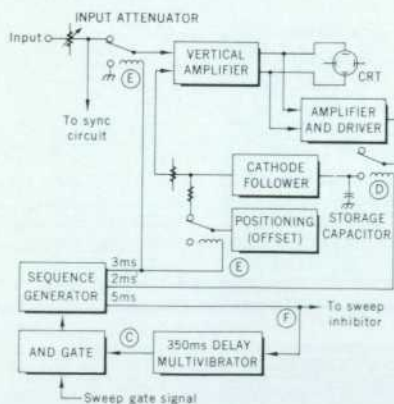 INPUT ATTENUATOR
Input
E
VERTICAL
AMPLIFIER
CRT
To sync
circuit
AMPLIFIER
AND DRIVER
CATHODE
FOLLOWER
D
STORAGE
CAPACITOR
POSITIONING
(OFFSET)
E
3ms
SEQUENCE
GENERATOR
2ms
5ms
F
To sweep
inhibitor
AND GATE
C
350ms DELAY
MULTIVIBRATOR
Sweep gate signal